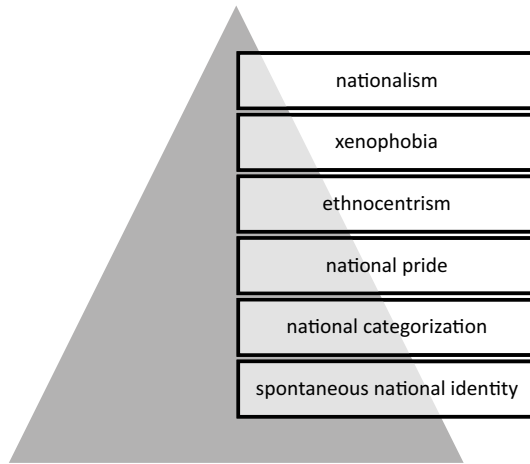 nationalism
xenophobia
ethnocentrism
national pride
national categorization
spontaneous national identity